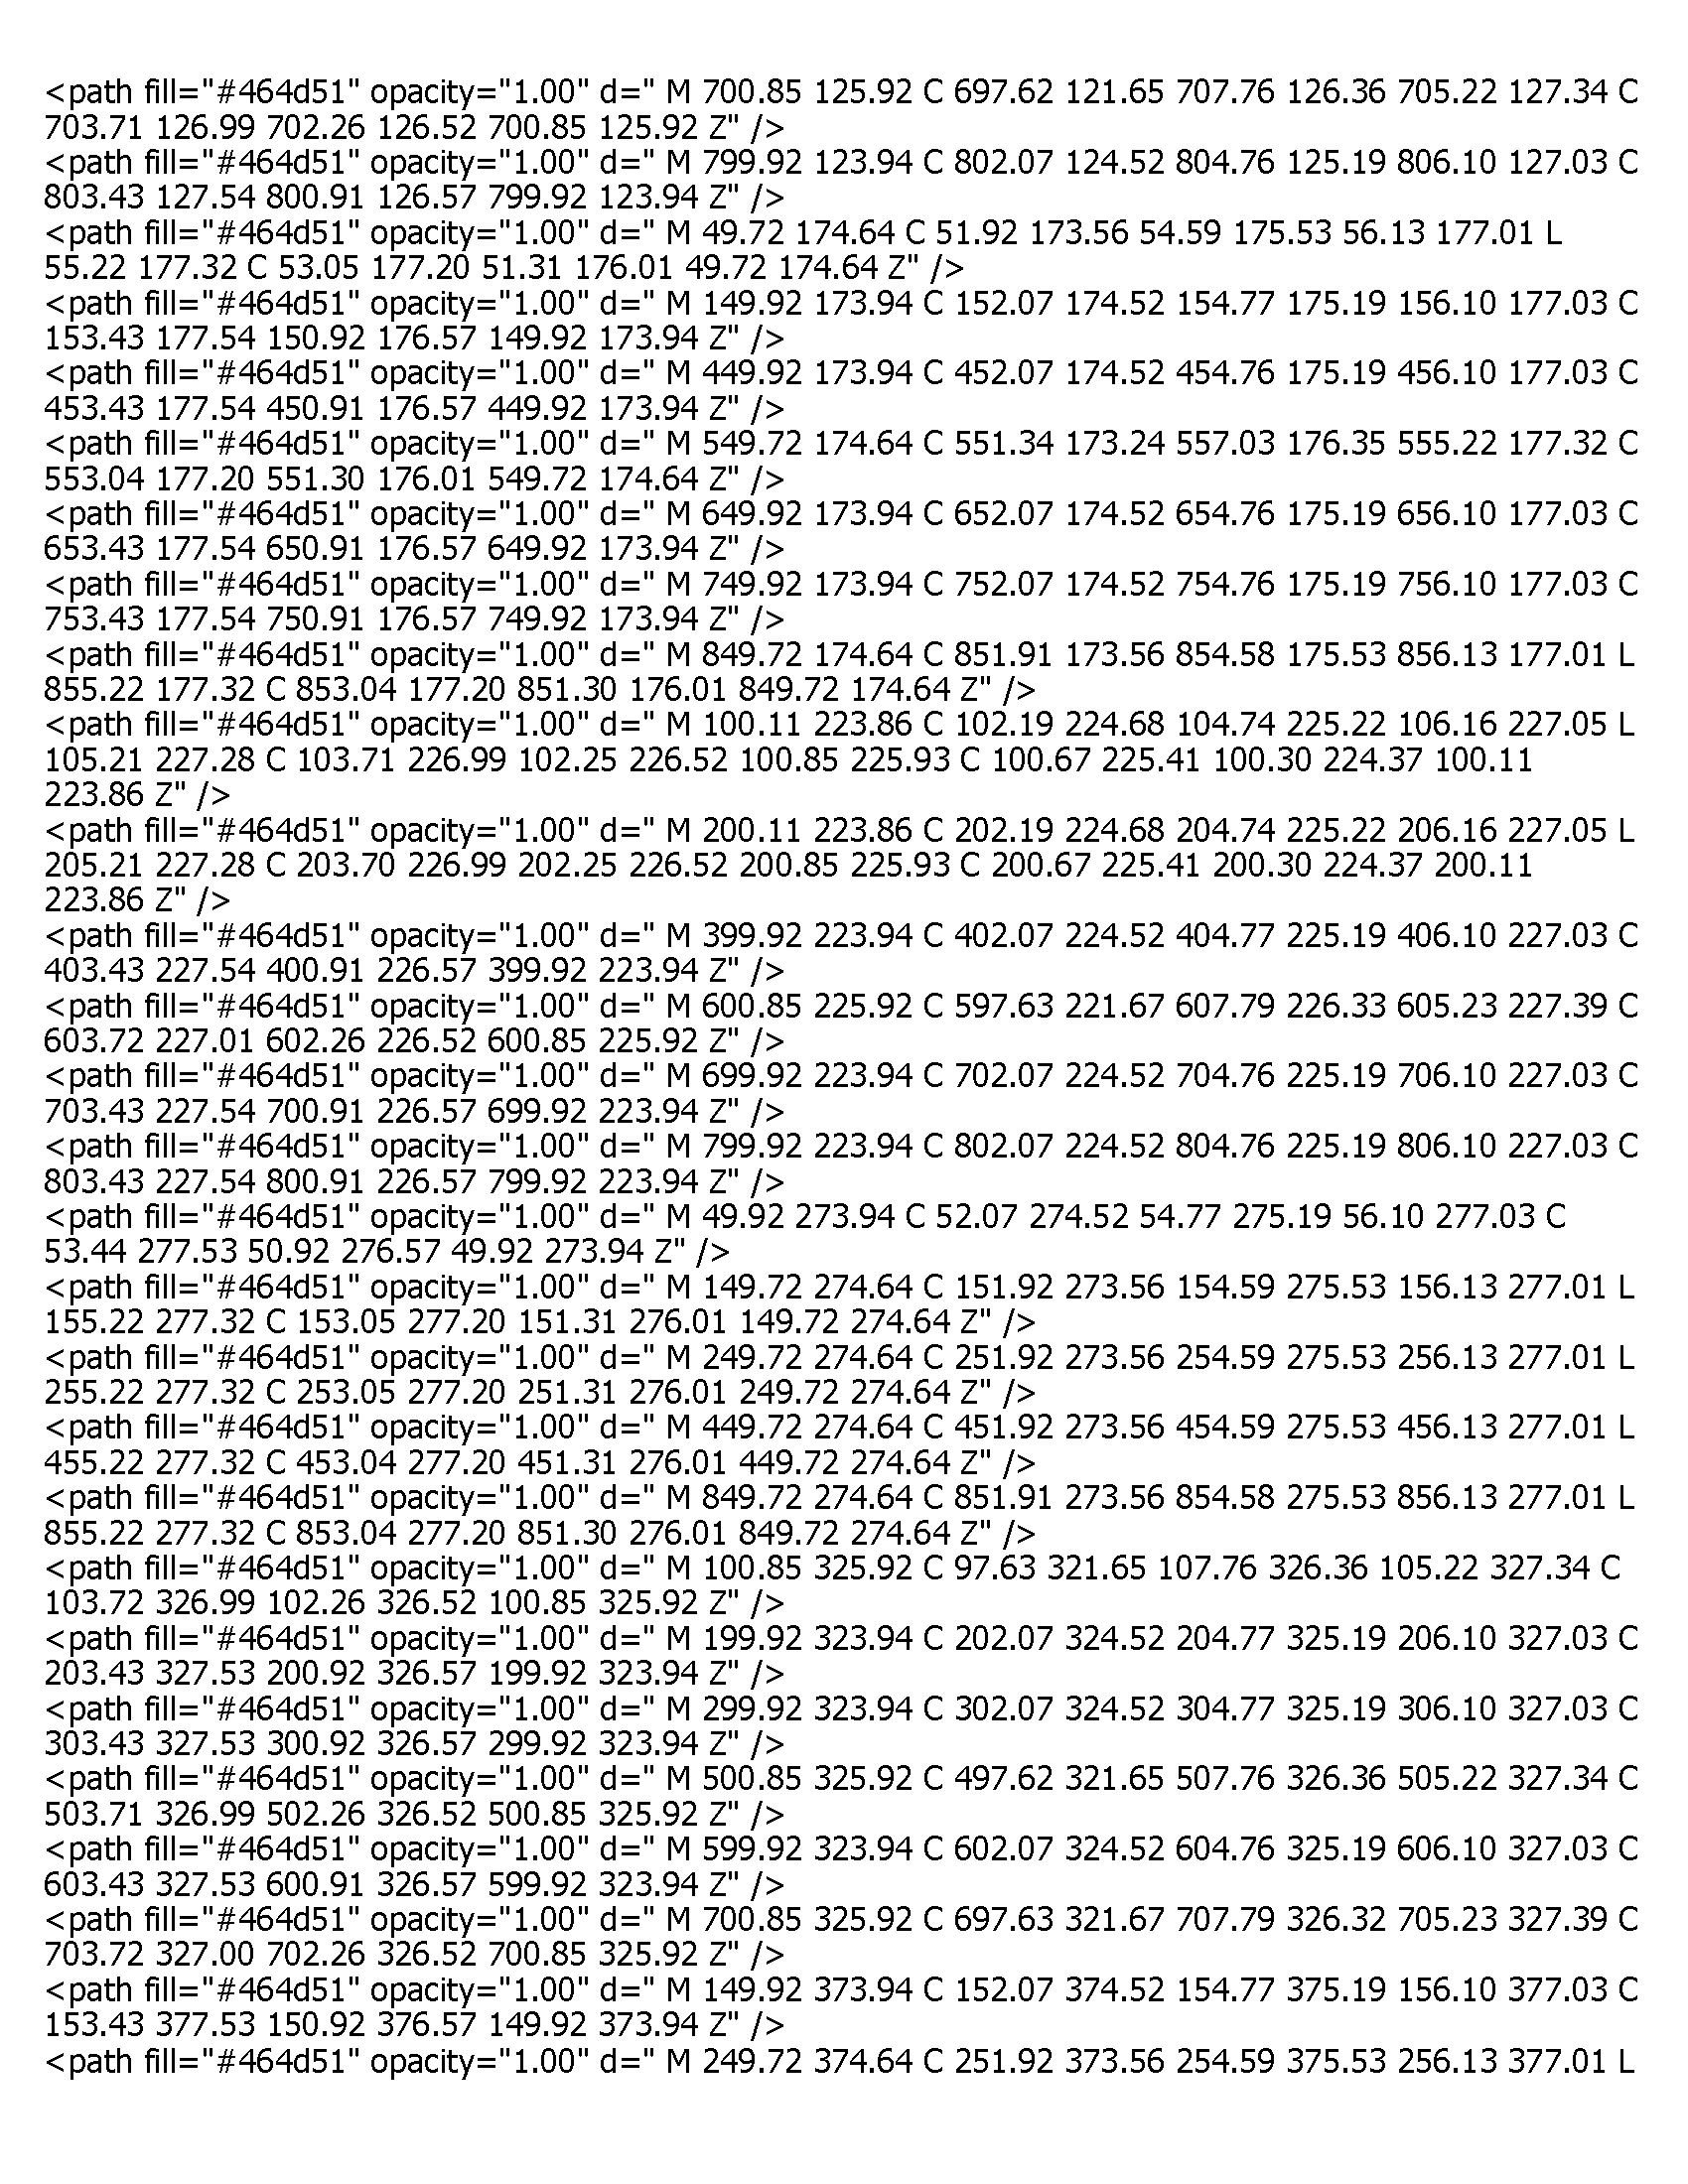 <path fill="#464d51" opacity="1.00" d=" M 700.85 125.92 C 697.62 121.65 707.76 126.36 705.22 127.34 C
703.71 126.99 702.26 126.52 700.85 125.92 Z" />
<path fill="#464d51" opacity="1.00" d=" M 799.92 123.94 C 802.07 124.52 804.76 125.19 806.10 127.03 C
803.43 127.54 800.91 126.57 799.92 123.94 Z" />
<path fill="#464d51" opacity="1.00" d=" M 49.72 174.64 C 51.92 173.56 54.59 175.53 56.13 177.01 L
55.22 177.32 C 53.05 177.20 51.31 176.01 49.72 174.64 Z" />
<path fill="#464d51" opacity="1.00" d=" M 149.92 173.94 C 152.07 174.52 154.77 175.19 156.10 177.03 C
153.43 177.54 150.92 176.57 149.92 173.94 Z" />
<path fill="#464d51" opacity="1.00" d=" M 449.92 173.94 C 452.07 174.52 454.76 175.19 456.10 177.03 C
453.43 177.54 450.91 176.57 449.92 173.94 Z" />
<path fill="#464d51" opacity="1.00" d=" M 549.72 174.64 C 551.34 173.24 557.03 176.35 555.22 177.32 C
553.04 177.20 551.30 176.01 549.72 174.64 Z" />
<path fill="#464d51" opacity="1.00" d=" M 649.92 173.94 C 652.07 174.52 654.76 175.19 656.10 177.03 C
653.43 177.54 650.91 176.57 649.92 173.94 Z" />
<path fill="#464d51" opacity="1.00" d=" M 749.92 173.94 C 752.07 174.52 754.76 175.19 756.10 177.03 C
753.43 177.54 750.91 176.57 749.92 173.94 Z" />
<path fill="#464d51" opacity="1.00" d=" M 849.72 174.64 C 851.91 173.56 854.58 175.53 856.13 177.01 L
855.22 177.32 C 853.04 177.20 851.30 176.01 849.72 174.64 Z" />
<path fill="#464d51" opacity="1.00" d=" M 100.11 223.86 C 102.19 224.68 104.74 225.22 106.16 227.05 L
105.21 227.28 C 103.71 226.99 102.25 226.52 100.85 225.93 C 100.67 225.41 100.30 224.37 100.11
223.86 Z" />
<path fill="#464d51" opacity="1.00" d=" M 200.11 223.86 C 202.19 224.68 204.74 225.22 206.16 227.05 L
205.21 227.28 C 203.70 226.99 202.25 226.52 200.85 225.93 C 200.67 225.41 200.30 224.37 200.11
223.86 Z" />
<path fill="#464d51" opacity="1.00" d=" M 399.92 223.94 C 402.07 224.52 404.77 225.19 406.10 227.03 C
403.43 227.54 400.91 226.57 399.92 223.94 Z" />
<path fill="#464d51" opacity="1.00" d=" M 600.85 225.92 C 597.63 221.67 607.79 226.33 605.23 227.39 C
603.72 227.01 602.26 226.52 600.85 225.92 Z" />
<path fill="#464d51" opacity="1.00" d=" M 699.92 223.94 C 702.07 224.52 704.76 225.19 706.10 227.03 C
703.43 227.54 700.91 226.57 699.92 223.94 Z" />
<path fill="#464d51" opacity="1.00" d=" M 799.92 223.94 C 802.07 224.52 804.76 225.19 806.10 227.03 C
803.43 227.54 800.91 226.57 799.92 223.94 Z" />
<path fill="#464d51" opacity="1.00" d=" M 49.92 273.94 C 52.07 274.52 54.77 275.19 56.10 277.03 C
53.44 277.53 50.92 276.57 49.92 273.94 Z" />
<path fill="#464d51" opacity="1.00" d=" M 149.72 274.64 C 151.92 273.56 154.59 275.53 156.13 277.01 L
155.22 277.32 C 153.05 277.20 151.31 276.01 149.72 274.64 Z" />
<path fill="#464d51" opacity="1.00" d=" M 249.72 274.64 C 251.92 273.56 254.59 275.53 256.13 277.01 L
255.22 277.32 C 253.05 277.20 251.31 276.01 249.72 274.64 Z" />
<path fill="#464d51" opacity="1.00" d=" M 449.72 274.64 C 451.92 273.56 454.59 275.53 456.13 277.01 L
455.22 277.32 C 453.04 277.20 451.31 276.01 449.72 274.64 Z" />
<path fill="#464d51" opacity="1.00" d=" M 849.72 274.64 C 851.91 273.56 854.58 275.53 856.13 277.01 L
855.22 277.32 C 853.04 277.20 851.30 276.01 849.72 274.64 Z" />
<path fill="#464d51" opacity="1.00" d=" M 100.85 325.92 C 97.63 321.65 107.76 326.36 105.22 327.34 C
103.72 326.99 102.26 326.52 100.85 325.92 Z" />
<path fill="#464d51" opacity="1.00" d=" M 199.92 323.94 C 202.07 324.52 204.77 325.19 206.10 327.03 C
203.43 327.53 200.92 326.57 199.92 323.94 Z" />
<path fill="#464d51" opacity="1.00" d=" M 299.92 323.94 C 302.07 324.52 304.77 325.19 306.10 327.03 C
303.43 327.53 300.92 326.57 299.92 323.94 Z" />
<path fill="#464d51" opacity="1.00" d=" M 500.85 325.92 C 497.62 321.65 507.76 326.36 505.22 327.34 C
503.71 326.99 502.26 326.52 500.85 325.92 Z" />
<path fill="#464d51" opacity="1.00" d=" M 599.92 323.94 C 602.07 324.52 604.76 325.19 606.10 327.03 C
603.43 327.53 600.91 326.57 599.92 323.94 Z" />
<path fill="#464d51" opacity="1.00" d=" M 700.85 325.92 C 697.63 321.67 707.79 326.32 705.23 327.39 C
703.72 327.00 702.26 326.52 700.85 325.92 Z" />
<path fill="#464d51" opacity="1.00" d=" M 149.92 373.94 C 152.07 374.52 154.77 375.19 156.10 377.03 C
153.43 377.53 150.92 376.57 149.92 373.94 Z" />
<path fill="#464d51" opacity="1.00" d=" M 249.72 374.64 C 251.92 373.56 254.59 375.53 256.13 377.01 L